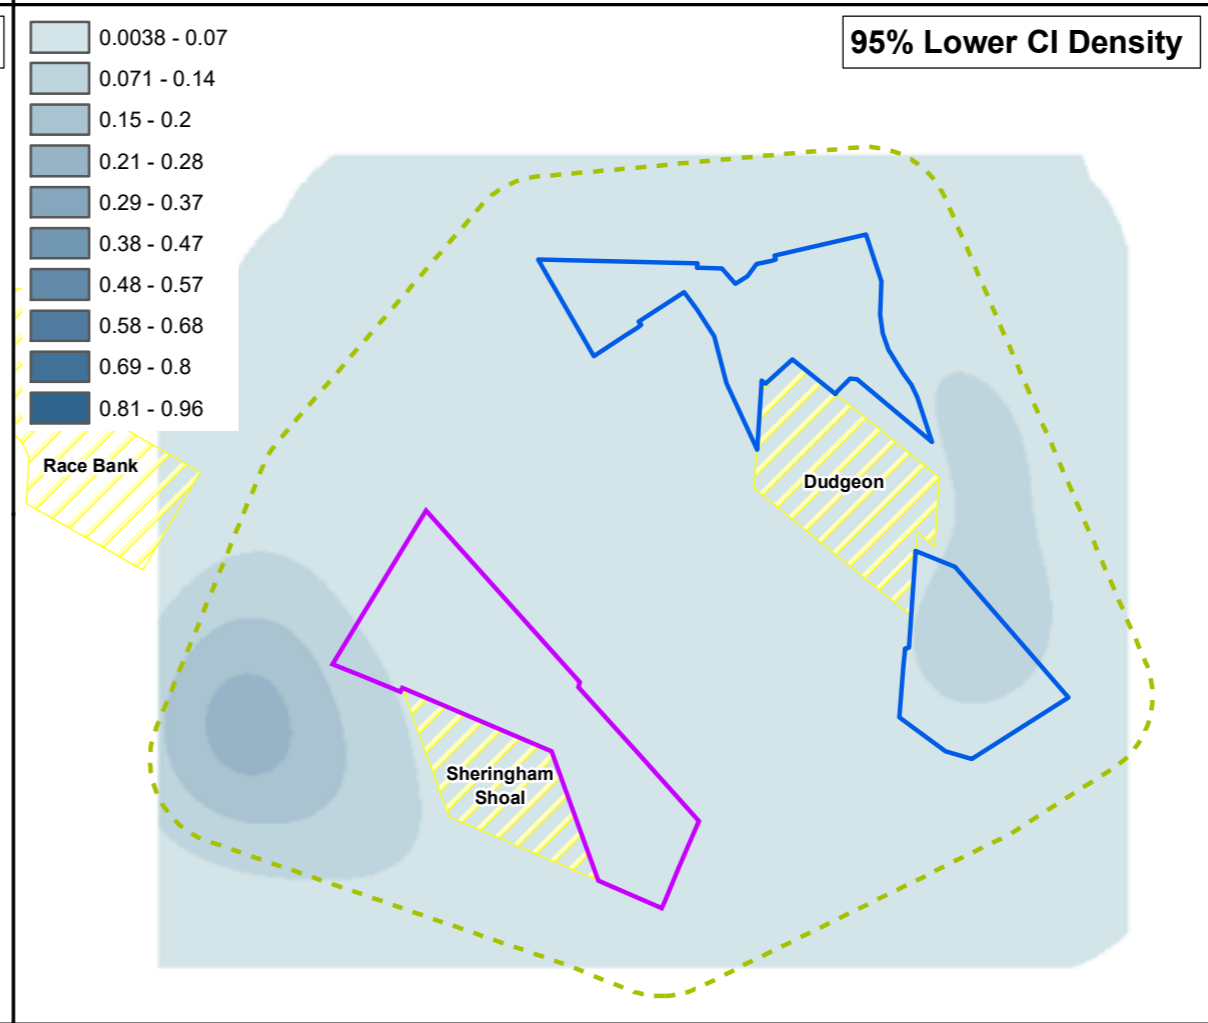 0.0038 - 0.07
0.071 - 0.14
0.15 - 0.2
0.21 - 0.28
0.29 - 0.37
0.38 - 0.47
0.48 - 0.57
0.58 - 0.68
0.69 - 0.8
0.81 - 0.96
95% Lower CI Density
Race Bank
Dudgeon
Sheringham
Shoal